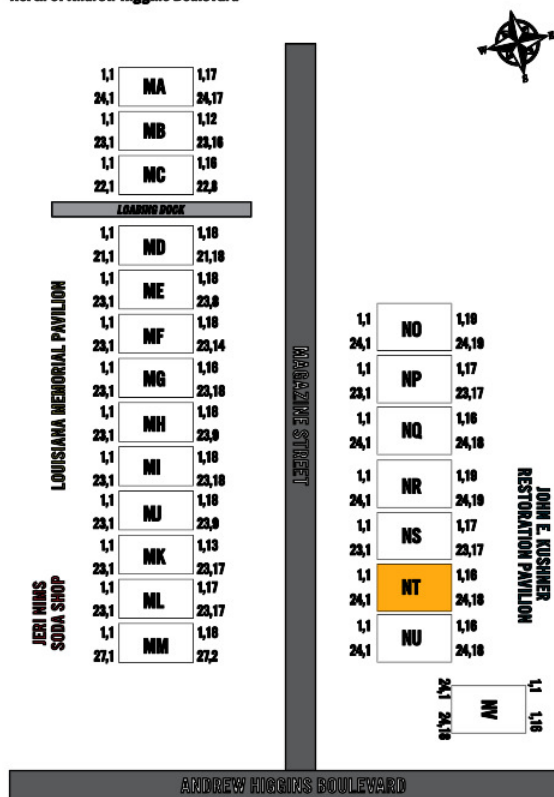 North of Andrew Higgins Boulevard
W
S
1,1 MA 1,17
24,1 24,17
1,1 MB 1,12
23,1 23,16
1,1 MC 1,16
22,1 22,8
LOADING DOCK
1,1 MD 1,18
21,1 21,18
1,1 ME 1,18
23,1 23,8
1,1 MF 1,18
23,1 23,14
1,1 MG 1,16
23,1 23,18
1,1 MH 1,18
23,1 23,9
1,1 MI 1,18
23,1 23,18
1,1 MJ 1,18
23,1 23,9
1,1 MK 1,13
23,1 23,17
1,1 ML 1,17
23,1 23,17
1,1 MM 1,18
27,1 27,2
LOUISIANA MEMORIAL PAVILION
JERI NIMS
SODA SHOP
MAGAZINE STREET
1,1 NO 1,19
24,1 24,19
1,1 NP 1,17
23,1 23,17
1,1 NQ 1,16
24,1 24,18
1,1 NR 1,19
24,1 24,19
1,1 NS 1,17
23,1 23,17
1,1 NT 1,16
24,1 24,18
1,1 NU 1,16
24,1 24,18
JOHN E. KUSHNER
RESTORATION PAVILION
24,1 1,1
NV
24,18 1,16
ANDREW HIGGINS BOULEVARD